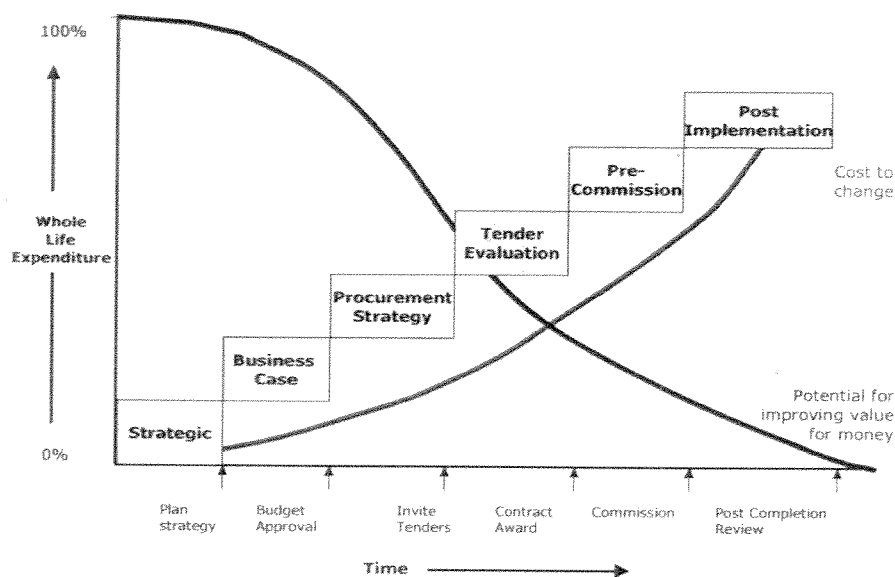 100%
Post
Implementation
Pre-
Commission
Cost to
change
Whole
Life
Expenditure
Tender
Evaluation
Procurement
Strategy
Business
Case
Potential for
improving value
for money
Strategic
0%
Plan
strategy
Budget
Approval
Invite
Tenders
Contract
Award
Commission
Post Completion
Review
Time